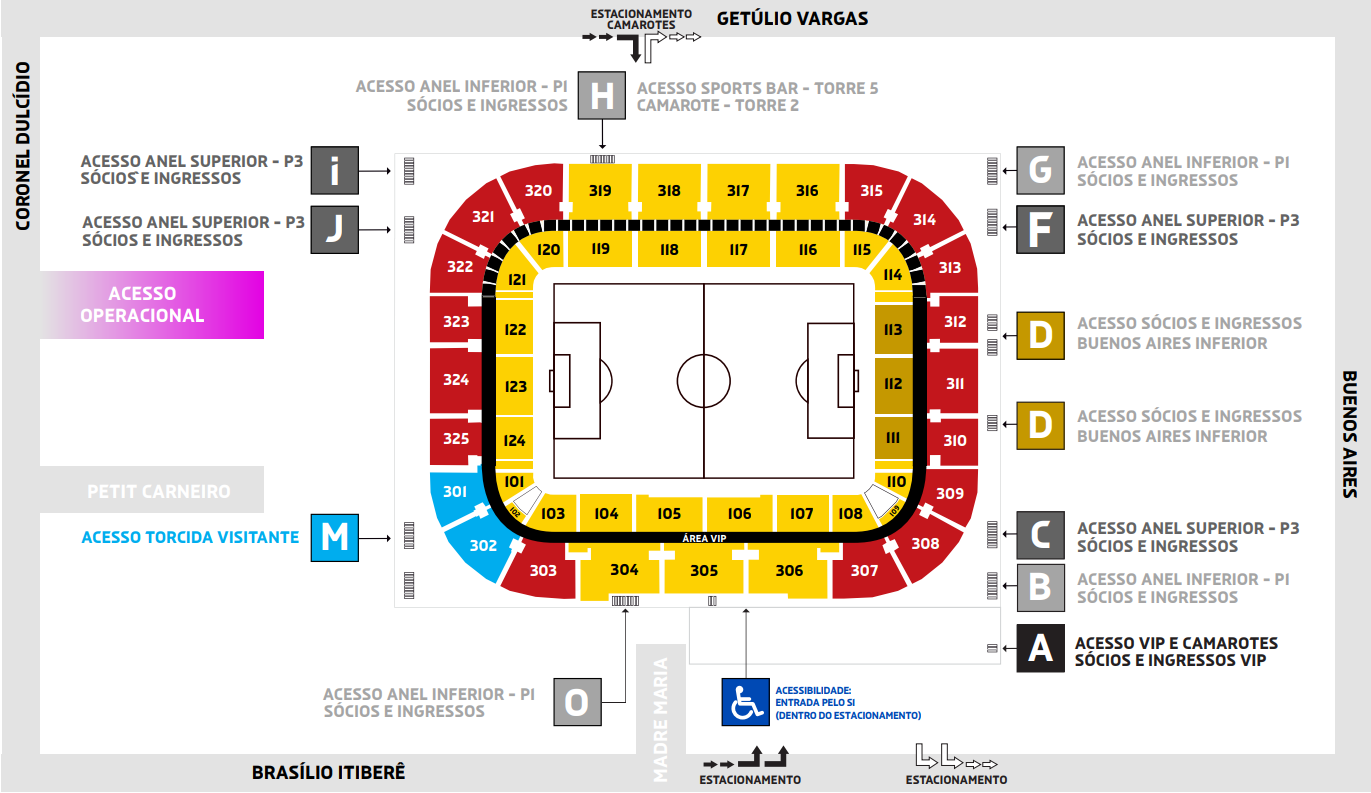 ESTACIONAMENTO
CAMAROTES
GETÚLIO VARGAS
CORONEL DULCÍDIO
ACESSO ANEL INFERIOR - PI
SÓCIOS E INGRESSOS
H
ACESSO SPORTS BAR - TORRE 5
CAMAROTE - TORRE 2
ACESSO ANEL SUPERIOR - P3
SÓCIOS E INGRESSOS
i
G
ACESSO ANEL INFERIOR - PI
SÓCIOS E INGRESSOS
ACESSO ANEL SUPERIOR - P3
SÓCIOS E INGRESSOS
J
F
ACESSO ANEL SUPERIOR - P3
SÓCIOS E INGRESSOS
ACESSO
OPERACIONAL
D
ACESSO SÓCIOS E INGRESSOS
BUENOS AIRES INFERIOR
D
ACESSO SÓCIOS E INGRESSOS
BUENOS AIRES INFERIOR
BUENOS AIRES
320 319 318 317 316 315
321 314
120 119 118 117 116 115
322 121 114 313
323 122 113 312
324 123 112 311
325 124 111 310
301 101 110 309
102 103 104 105 106 107 108 109
302 308
ÁREA VIP
303 304 305 306 307
PETIT CARNEIRO
ACESSO TORCIDA VISITANTE
M
C
ACESSO ANEL SUPERIOR - P3
SÓCIOS E INGRESSOS
B
ACESSO ANEL INFERIOR - PI
SÓCIOS E INGRESSOS
A
ACESSO VIP E CAMAROTES
SÓCIOS E INGRESSOS VIP
ACESSO ANEL INFERIOR - PI
SÓCIOS E INGRESSOS
O
MADRE MARIA
ACESSIBILIDADE:
ENTRADA PELO SI
(DENTRO DO ESTACIONAMENTO)
BRASÍLIO ITIBERÊ
ESTACIONAMENTO
ESTACIONAMENTO